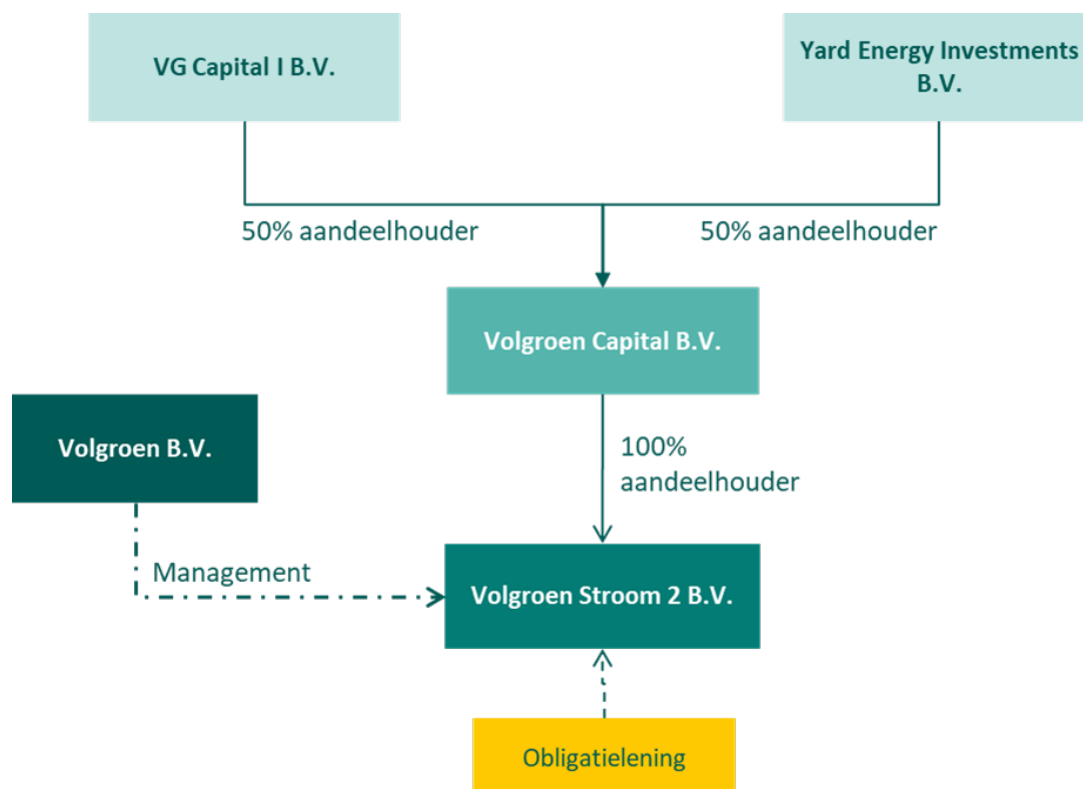 VG Capital I B.V.
Yard Energy Investments
B.V.
50% aandeelhouder
50% aandeelhouder
Volgroen Capital B.V.
Volgroen B.V.
100%
aandeelhouder
Management
Volgroen Stroom 2 B.V.
Obligatielening